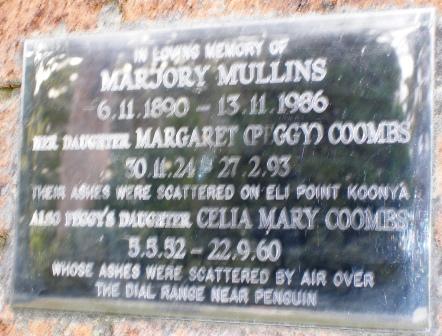 IN LOVING MEMORY OF
MARJORY MULLINS
6.11.1890 - 13.11.1986
HER DAUGHTER MARGARET (PEGGY) COOMBS
30.11.24 - 27.2.93
THEIR ASHES WERE SCATTERED ON ELI POINT KOONYA
ALSO PEGGY'S DAUGHTER CELIA MARY COOMBS
5.5.52 - 22.9.60
WHOSE ASHES WERE SCATTERED BY AIR OVER
THE DIAL RANGE NEAR PENGUIN